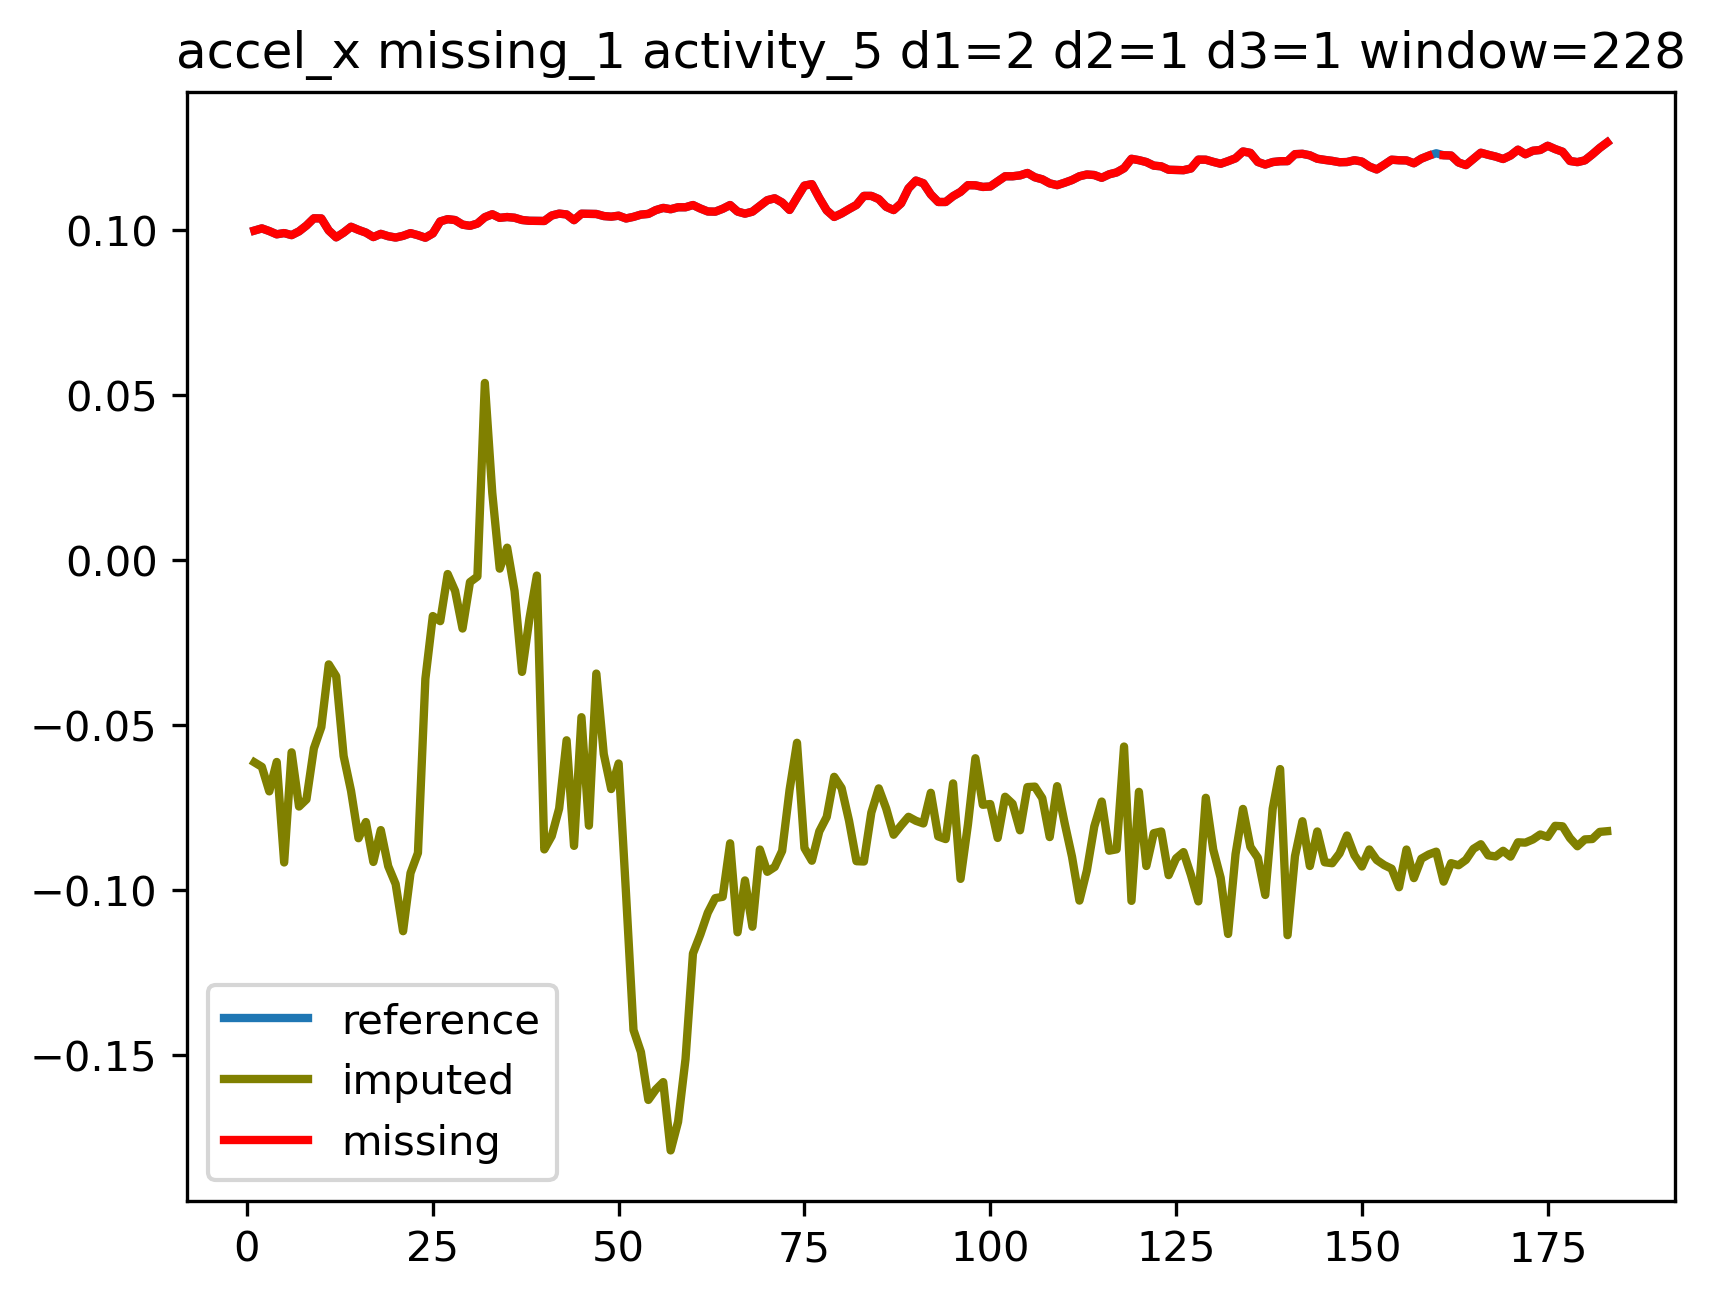 accel_x missing_1 activity_5 d1=2 d2=1 d3=1 window=228
0.10
0.05
0.00
−0.05
−0.10
−0.15
reference
imputed
missing
0 25 50 75 100 125 150 175